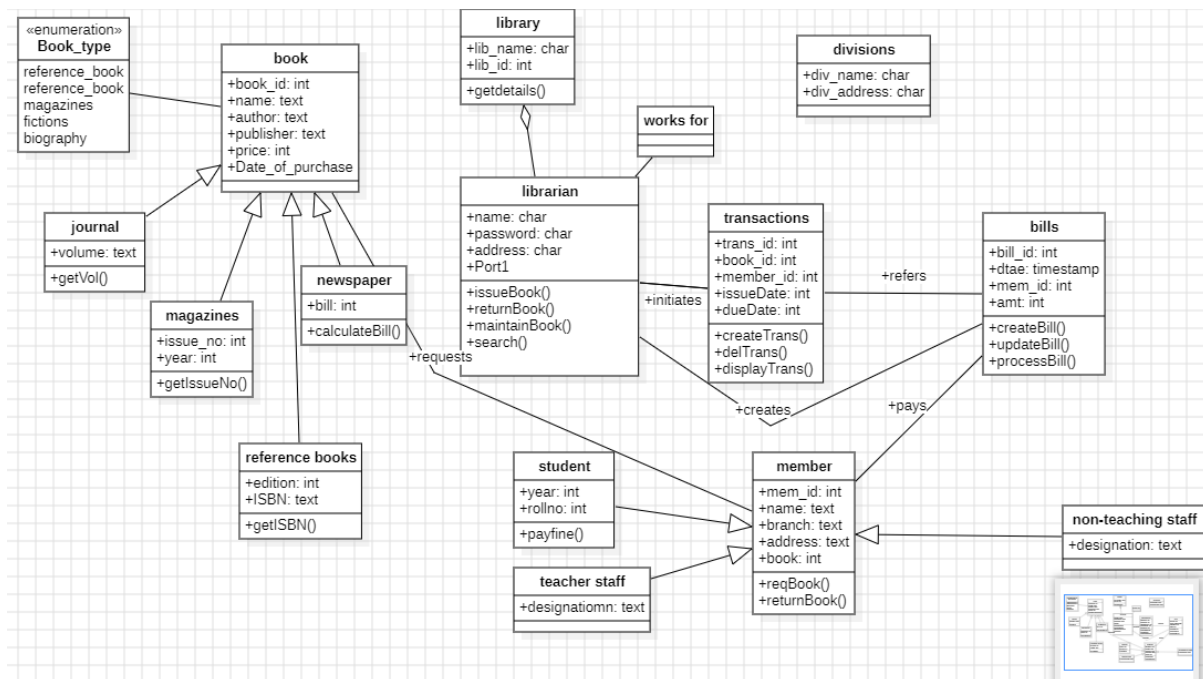 «enumeration»
Book_type
reference_book
reference_book
magazines
fictions
biography
book
+book_id: int
+name: text
+author: text
+publisher: text
+price: int
+Date_of_purchase
library
+lib_name: char
+lib_id: int
+getdetails()
divisions
+div_name: char
+div_address: char
works for
librarian
+name: char
+password: char
+address: char
+Port1
+issueBook()
+returnBook()
+maintainBook()
+search()
+initiates
transactions
+trans_id: int
+book_id: int
+member_id: int
+issueDate: int
+dueDate: int
+createTrans()
+delTrans()
+displayTrans()
+refers
bills
+bill_id: int
+dtae: timestamp
+mem_id: int
+amt: int
+createBill()
+updateBill()
+processBill()
journal
+volume: text
+getVol()
magazines
+issue_no: int
+year: int
+getIssueNo()
newspaper
+bill: int
+calculateBill()
+requests
+creates
+pays
reference books
+edition: int
+ISBN: text
+getISBN()
student
+year: int
+rollno: int
+payfine()
teacher staff
+designatiomn: text
member
+mem_id: int
+name: text
+branch: text
+address: text
+book: int
+reqBook()
+returnBook()
non-teaching staff
+designation: text